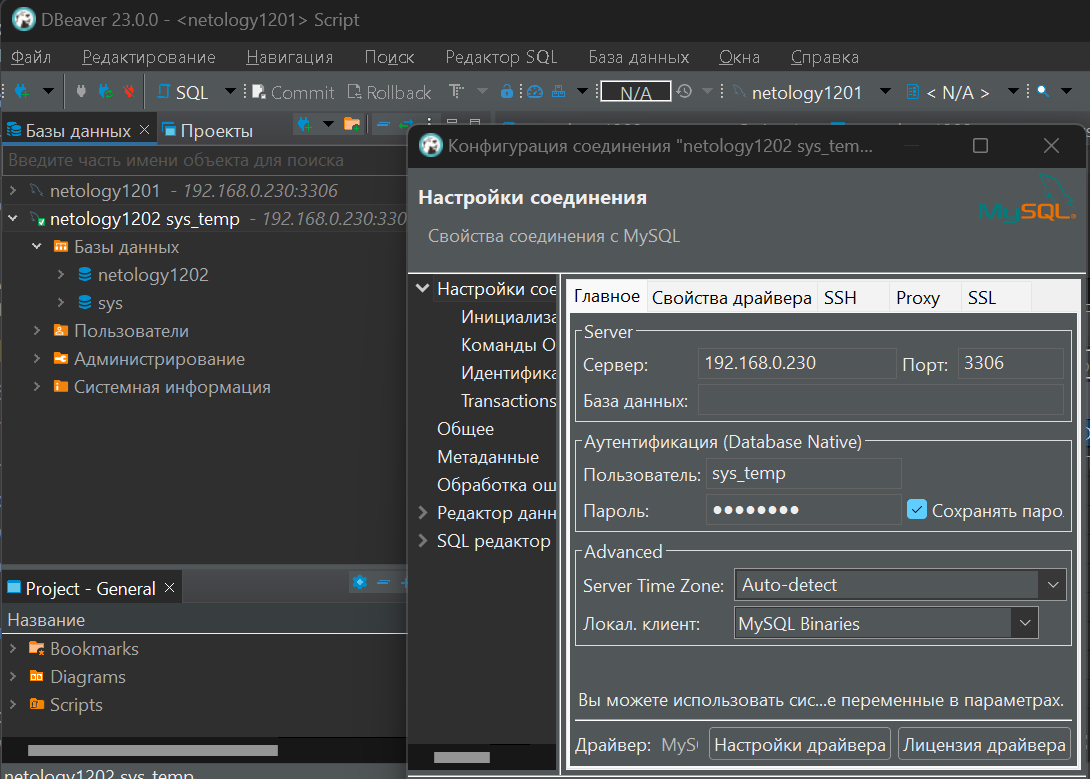 DBeaver 23.0.0 - <netology1201> Script
Файл Редактирование Навигация Поиск Редактор SQL База данных Окна Справка
SQL Commit Rollback N/A netology1201 < N/A >
Базы данных Проекты
Введите часть имени объекта для поиска
netology1201 - 192.168.0.230:3306
netology1202 sys_temp - 192.168.0.230:330
Базы данных
netology1202
sys
Пользователи
Администрирование
Системная информация
Project - General
Название
Bookmarks
Diagrams
Scripts
netology1202 sys_temp
Конфигурация соединения "netology1202 sys_tem...
Настройки соединения
Свойства соединения с MySQL
MySQL
Настройки сое
Инициализа
Команды О
Идентифика
Transactions
Общее
Метаданные
Обработка ош
Редактор данн
SQL редактор
Главное Свойства драйвера SSH Proxy SSL
Server
Сервер: 192.168.0.230 Порт: 3306
База данных:
Аутентификация (Database Native)
Пользователь: sys_temp
Пароль: •••••••• Сохранять паро
Advanced
Server Time Zone: Auto-detect
Локал. клиент: MySQL Binaries
Вы можете использовать сис...е переменные в параметрах.
Драйвер: MyS Настройки драйвера Лицензия драйвера